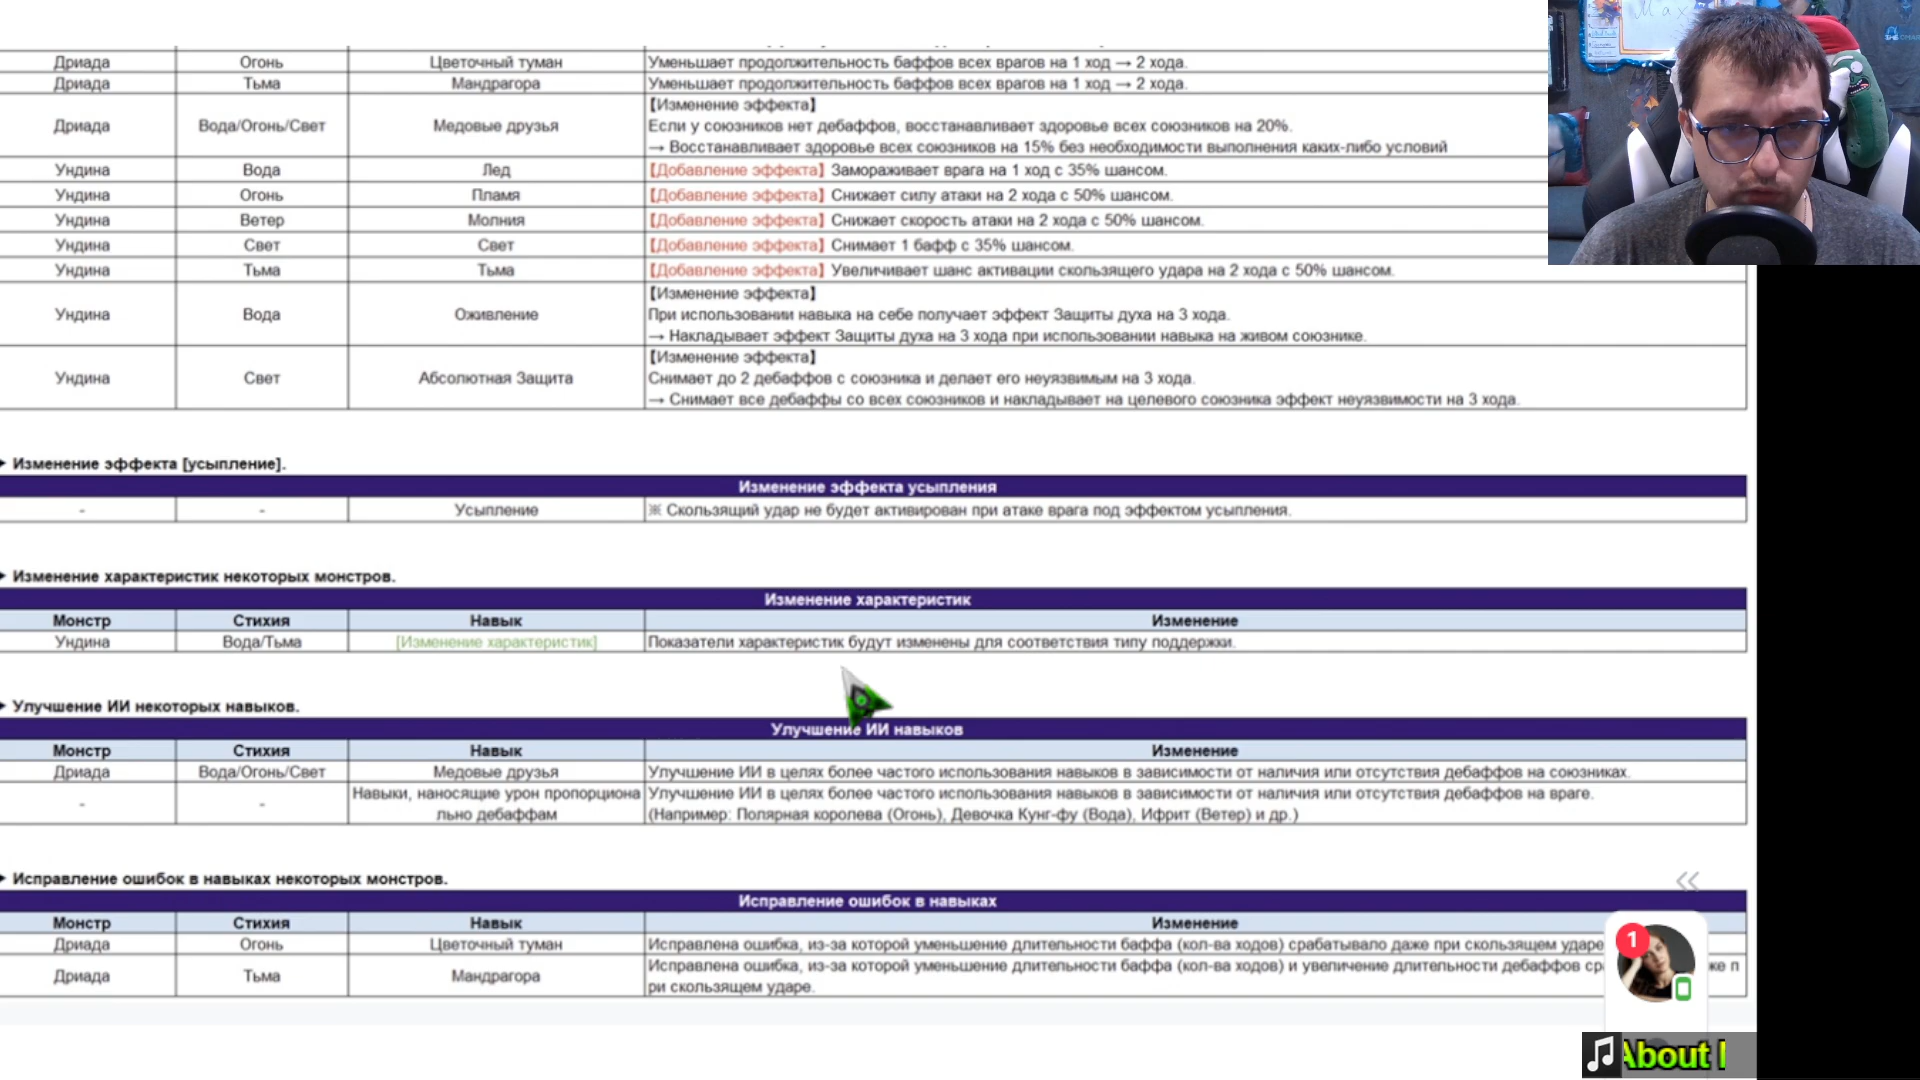 Дриада Огонь Цветочный туман Уменьшает продолжительность баффов всех врагов на 1 ход → 2 хода.
Дриада Тьма Мандрагора Уменьшает продолжительность баффов всех врагов на 1 ход → 2 хода.
【Изменение эффекта】
Дриада Вода/Огонь/Свет Медовые друзья Если у союзников нет дебаффов, восстанавливает здоровье всех союзников на 20%.
→ Восстанавливает здоровье всех союзников на 15% без необходимости выполнения каких-либо условий
Ундина Вода Лед 【Добавление эффекта】 Замораживает врага на 1 ход с 35% шансом.
Ундина Огонь Пламя 【Добавление эффекта】 Снижает силу атаки на 2 хода с 50% шансом.
Ундина Ветер Молния 【Добавление эффекта】 Снижает скорость атаки на 2 хода с 50% шансом.
Ундина Свет Свет 【Добавление эффекта】 Снимает 1 бафф с 35% шансом.
Ундина Тьма Тьма 【Добавление эффекта】 Увеличивает шанс активации скользящего удара на 2 хода с 50% шансом.
【Изменение эффекта】
Ундина Вода Оживление При использовании навыка на себе получает эффект Защиты духа на 3 хода.
→ Накладывает эффект Защиты духа на 3 хода при использовании навыка на живом союзнике.
【Изменение эффекта】
Ундина Свет Абсолютная Защита Снимает до 2 дебаффов с союзника и делает его неуязвимым на 3 хода.
→ Снимает все дебаффы со всех союзников и накладывает на целевого союзника эффект неуязвимости на 3 хода.
Изменение эффекта [усыпление].
Изменение эффекта усыпления
- - Усыпление ※ Скользящий удар не будет активирован при атаке врага под эффектом усыпления.
Изменение характеристик некоторых монстров.
Изменение характеристик
Монстр Стихия Навык Изменение
Ундина Вода/Тьма [Изменение характеристик] Показатели характеристик будут изменены для соответствия типу поддержки.
Улучшение ИИ некоторых навыков.
Улучшение ИИ навыков
Монстр Стихия Навык Изменение
Дриада Вода/Огонь/Свет Медовые друзья Улучшение ИИ в целях более частого использования навыков в зависимости от наличия или отсутствия дебаффов на союзниках.
- - Навыки, наносящие урон пропорциона Улучшение ИИ в целях более частого использования навыков в зависимости от наличия или отсутствия дебаффов на враге.
льно дебаффам (Например: Полярная королева (Огонь), Девочка Кунг-фу (Вода), Ифрит (Ветер) и др.)
Исправление ошибок в навыках некоторых монстров.
Исправление ошибок в навыках
Монстр Стихия Навык Изменение
Дриада Огонь Цветочный туман Исправлена ошибка, из-за которой уменьшение длительности баффа (кол-ва ходов) срабатывало даже при скользящем ударе
Дриада Тьма Мандрагора Исправлена ошибка, из-за которой уменьшение длительности баффа (кол-ва ходов) и увеличение длительности дебаффов ср же п
ри скользящем ударе.
1
About